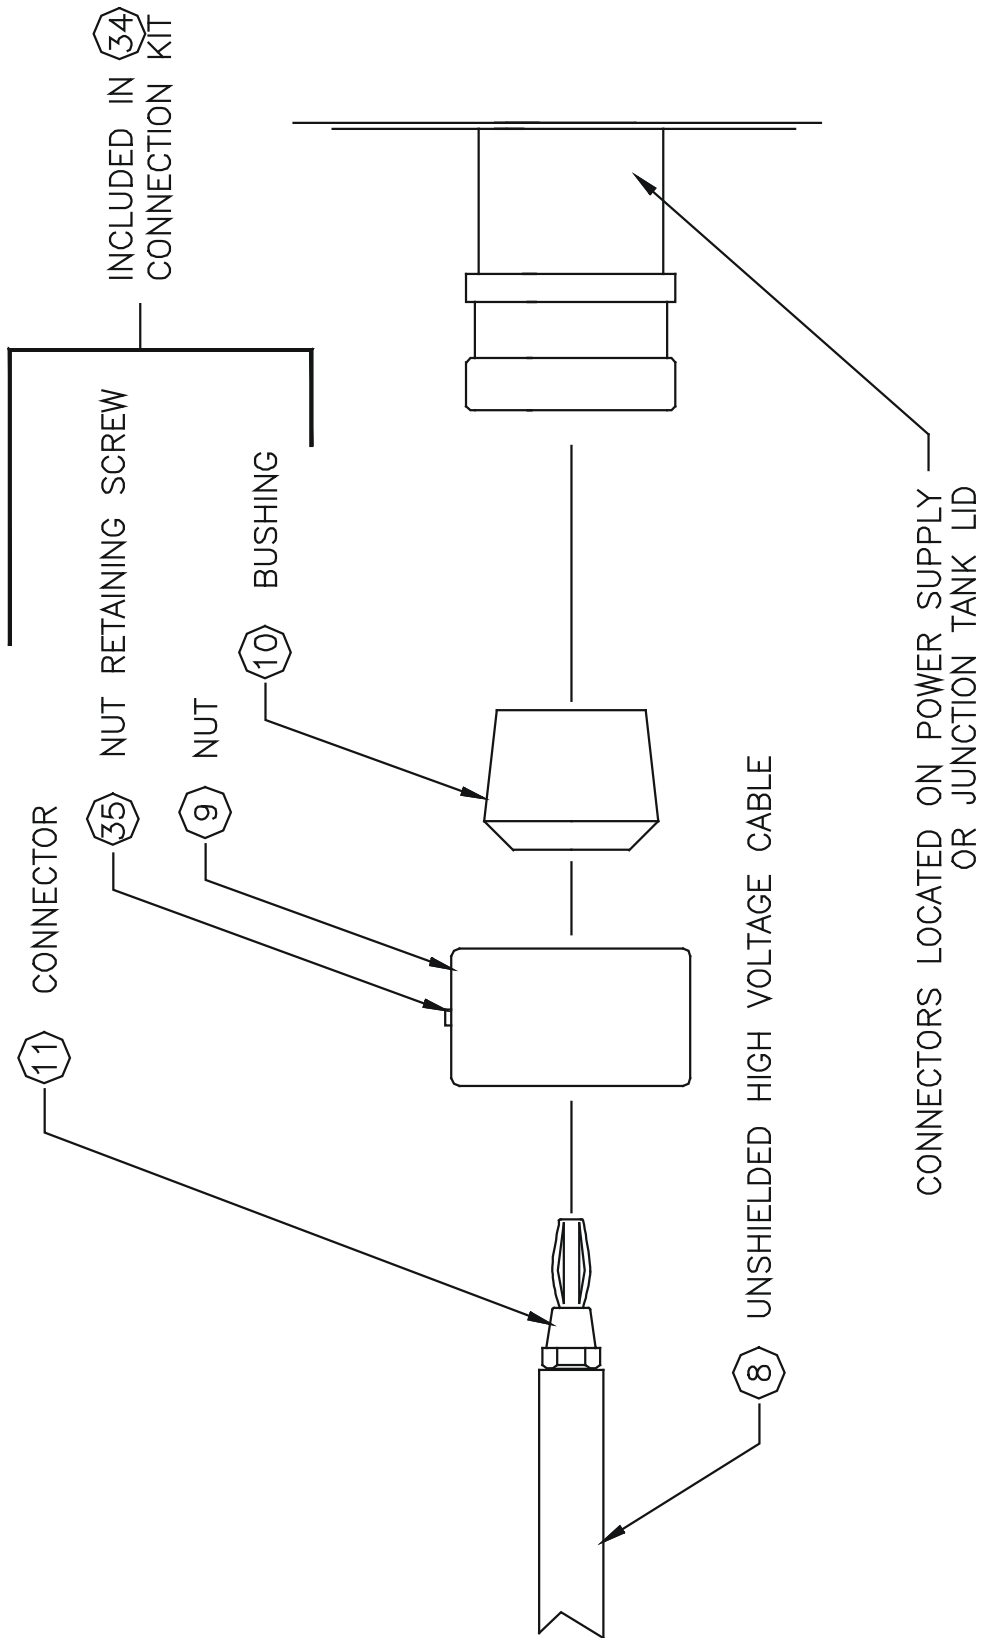 INCLUDED IN 34
CONNECTION KIT
11 CONNECTOR
35 NUT RETAINING SCREW
9 NUT
10 BUSHING
8 UNSHIELDED HIGH VOLTAGE CABLE
CONNECTORS LOCATED ON POWER SUPPLY
OR JUNCTION TANK LID